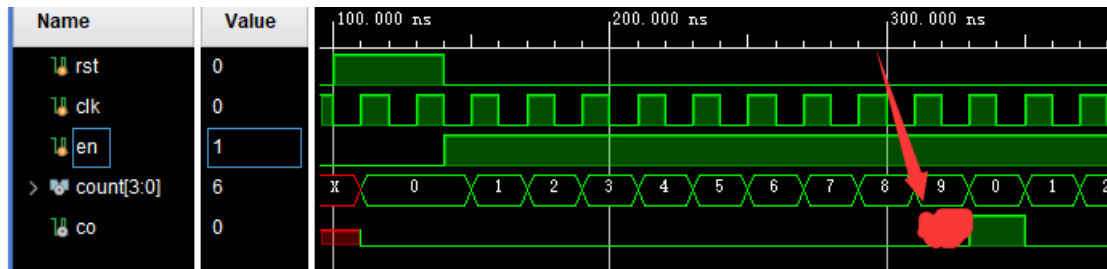 Name Value 100.000 ns 200.000 ns 300.000 ns
rst 0
clk 0
en 1
count[3:0] 6 X 0 1 2 3 4 5 6 7 8 9 0 1 2
co 0